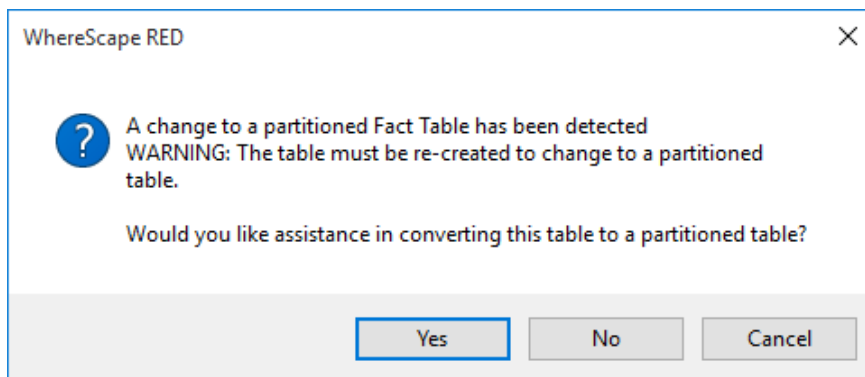 WhereScape RED
A change to a partitioned Fact Table has been detected
WARNING: The table must be re-created to change to a partitioned
table.
Would you like assistance in converting this table to a partitioned table?
Yes
No
Cancel